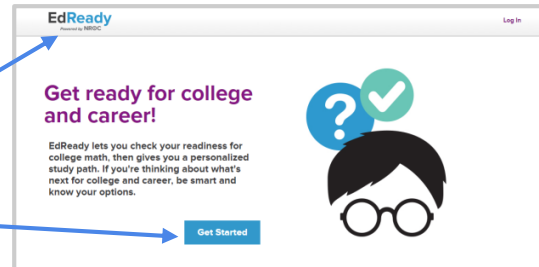 EdReady
Powered by NROC
Log In
Get ready for college
and career!
?
EdReady lets you check your readiness for
college math, then gives you a personalized
study path. If you're thinking about what's
next for college and career, be smart and
know your options.
Get Started